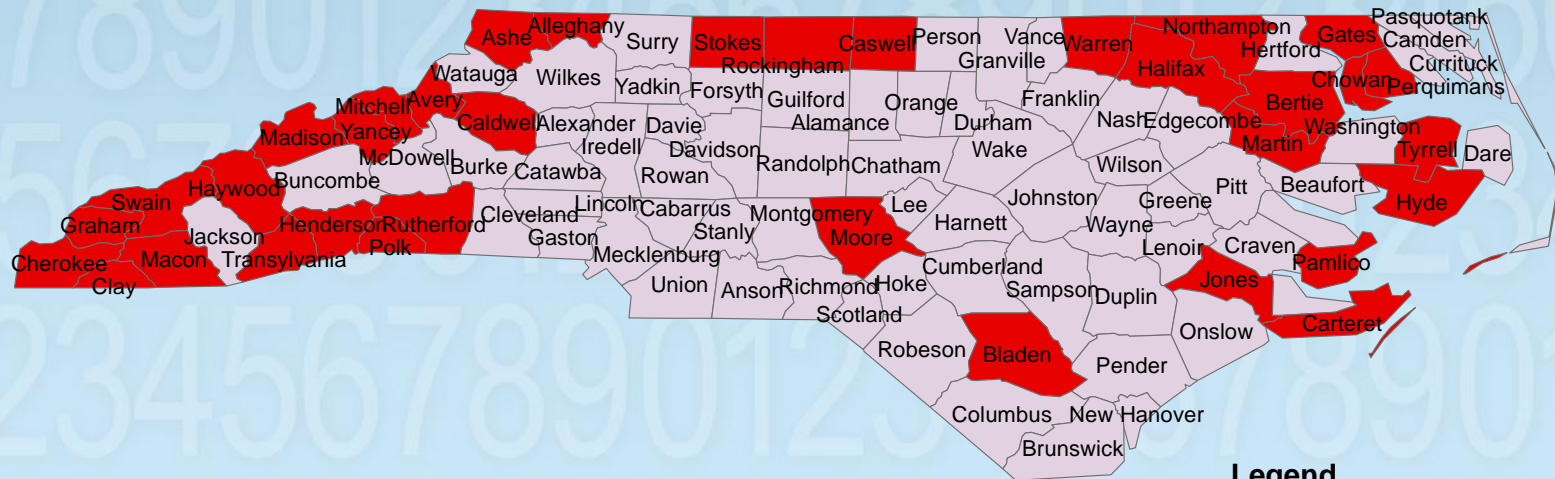 Ashe
Alleghany
Surry
Stokes
Rockingham
Caswell
Person
Granville
Vance
Warren
Northampton
Hertford
Gates
Pasquotank
Camden
Currituck
Watauga
Wilkes
Yadkin
Forsyth
Guilford
Alamance
Orange
Durham
Franklin
Halifax
Bertie
Chowan
Perquimans
Mitchell
Avery
Caldwell
Alexander
Iredell
Davie
Davidson
Nash
Edgecombe
Martin
Washington
Tyrrell
Dare
Madison
Yancey
McDowell
Burke
Catawba
Rowan
Randolph
Chatham
Wake
Wilson
Pitt
Beaufort
Hyde
Haywood
Buncombe
Swain
Graham
Jackson
Henderson
Rutherford
Polk
Cleveland
Lincoln
Gaston
Cabarrus
Stanly
Montgomery
Moore
Lee
Harnett
Johnston
Wayne
Greene
Lenoir
Craven
Pamlico
Cherokee
Clay
Macon
Transylvania
Mecklenburg
Union
Anson
Richmond
Hoke
Scotland
Cumberland
Sampson
Duplin
Jones
Onslow
Carteret
Robeson
Bladen
Pender
Columbus
New Hanover
Brunswick
Legend
7890123
567890
234567890123
567890